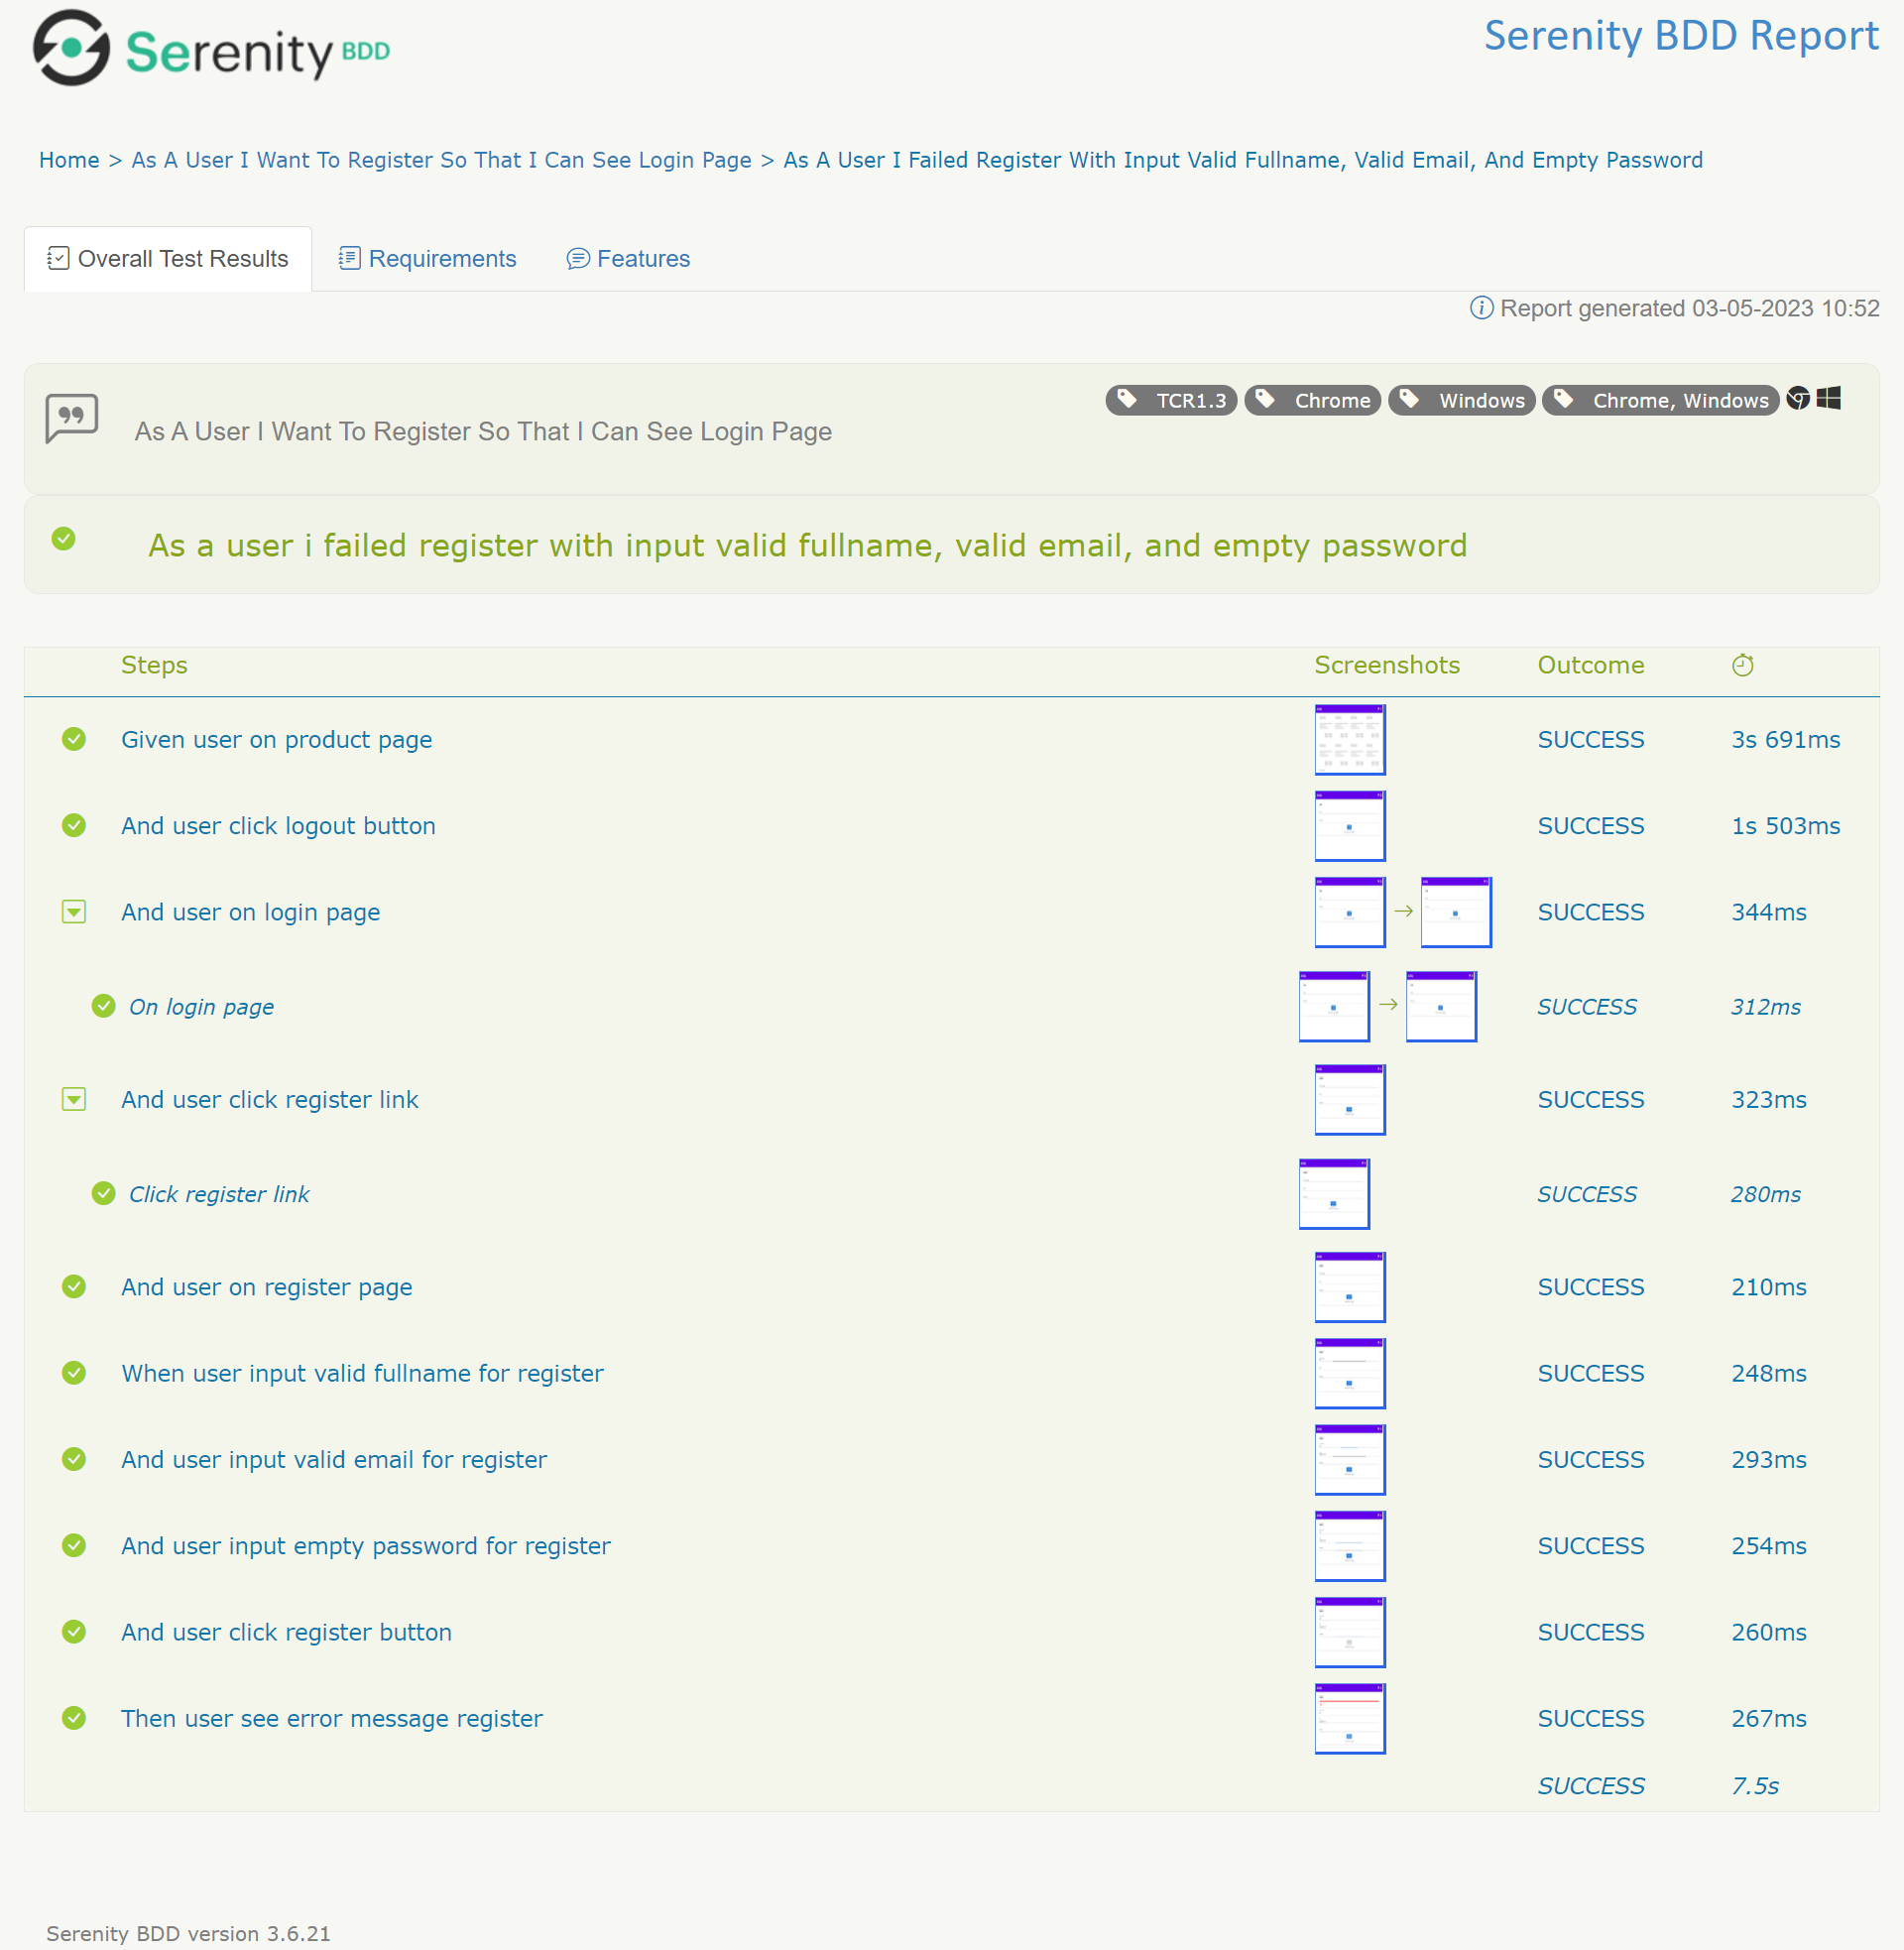 Serenity BDD
Serenity BDD Report
Home > As A User I Want To Register So That I Can See Login Page > As A User I Failed Register With Input Valid Fullname, Valid Email, And Empty Password
Overall Test Results Requirements Features
Report generated 03-05-2023 10:52
TCR1.3 Chrome Windows Chrome, Windows
As A User I Want To Register So That I Can See Login Page
As a user i failed register with input valid fullname, valid email, and empty password
Steps Screenshots Outcome
Given user on product page SUCCESS 3s 691ms
And user click logout button SUCCESS 1s 503ms
And user on login page SUCCESS 344ms
On login page SUCCESS 312ms
And user click register link SUCCESS 323ms
Click register link SUCCESS 280ms
And user on register page SUCCESS 210ms
When user input valid fullname for register SUCCESS 248ms
And user input valid email for register SUCCESS 293ms
And user input empty password for register SUCCESS 254ms
And user click register button SUCCESS 260ms
Then user see error message register SUCCESS 267ms
SUCCESS 7.5s
Serenity BDD version 3.6.21